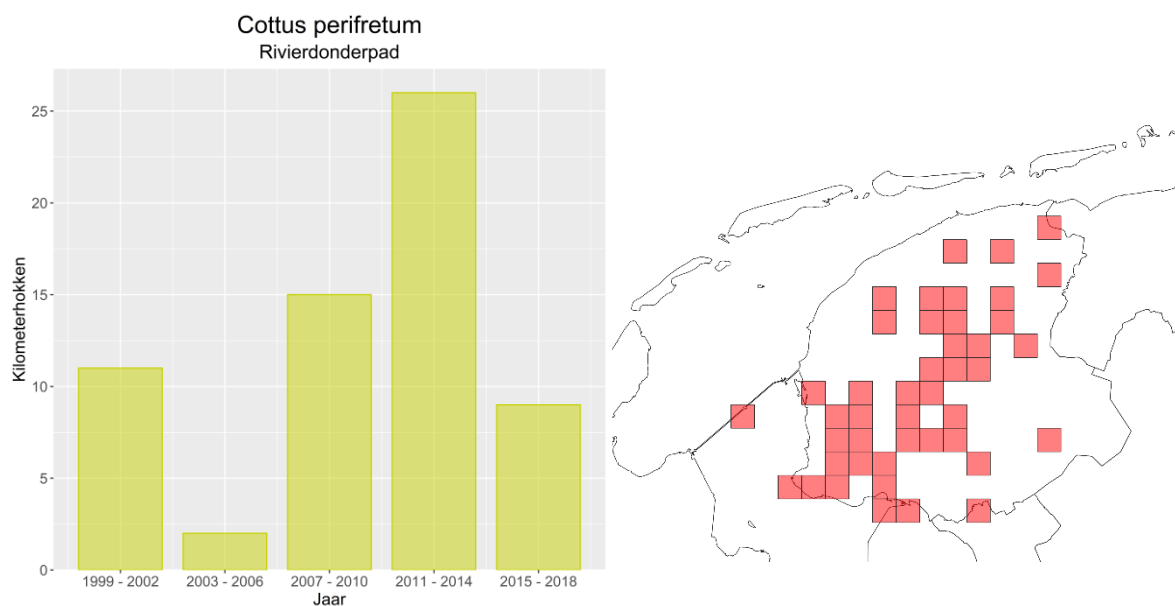 Cottus perifretum
Rivierdonderpad
Kilometerhokken
25
20
15
10
5
0
1999 - 2002
2003 - 2006
2007 - 2010
2011 - 2014
2015 - 2018
Jaar